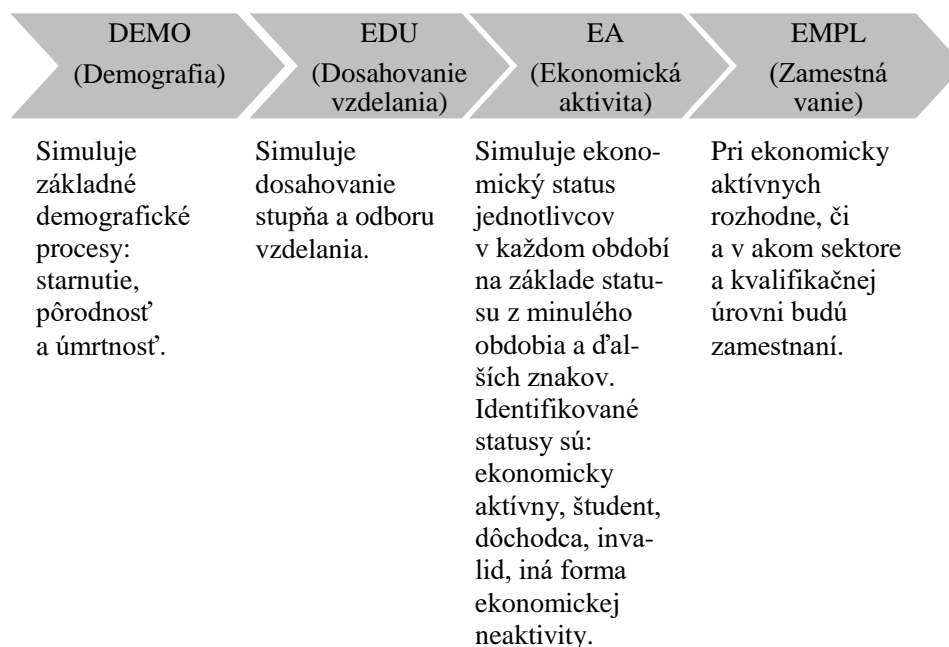 DEMO
(Demografia)
EDU
(Dosahovanie
vzdelania)
EA
(Ekonomická
aktivita)
EMPL
(Zamestná
vanie)
Simuluje
základné
demografické
procesy:
starnutie,
pôrodnosť
a úmrtnosť.
Simuluje
dosahovanie
stupňa a odboru
vzdelania.
Simuluje ekono-
mický status
jednotlivcov
v každom období
na základe statu-
su z minulého
obdobia a ďal-
ších znakov.
Identifikované
statusy sú:
ekonomicky
aktívny, študent,
dôchodca, inva-
lid, iná forma
ekonomickej
neaktivity.
Pri ekonomicky
aktívnych
rozhodne, či
a v akom sektore
a kvalifikačnej
úrovni budú
zamestnaní.